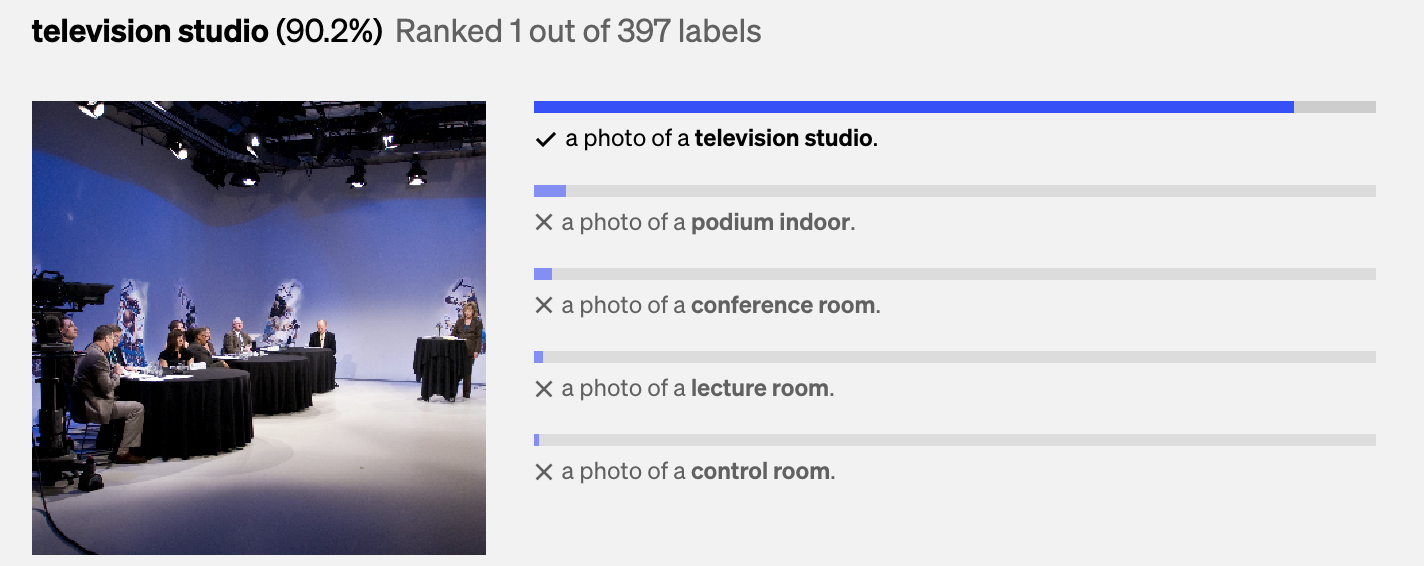 television studio (90.2%) Ranked 1 out of 397 labels
✓ a photo of a television studio.
× a photo of a podium indoor.
× a photo of a conference room.
× a photo of a lecture room.
× a photo of a control room.